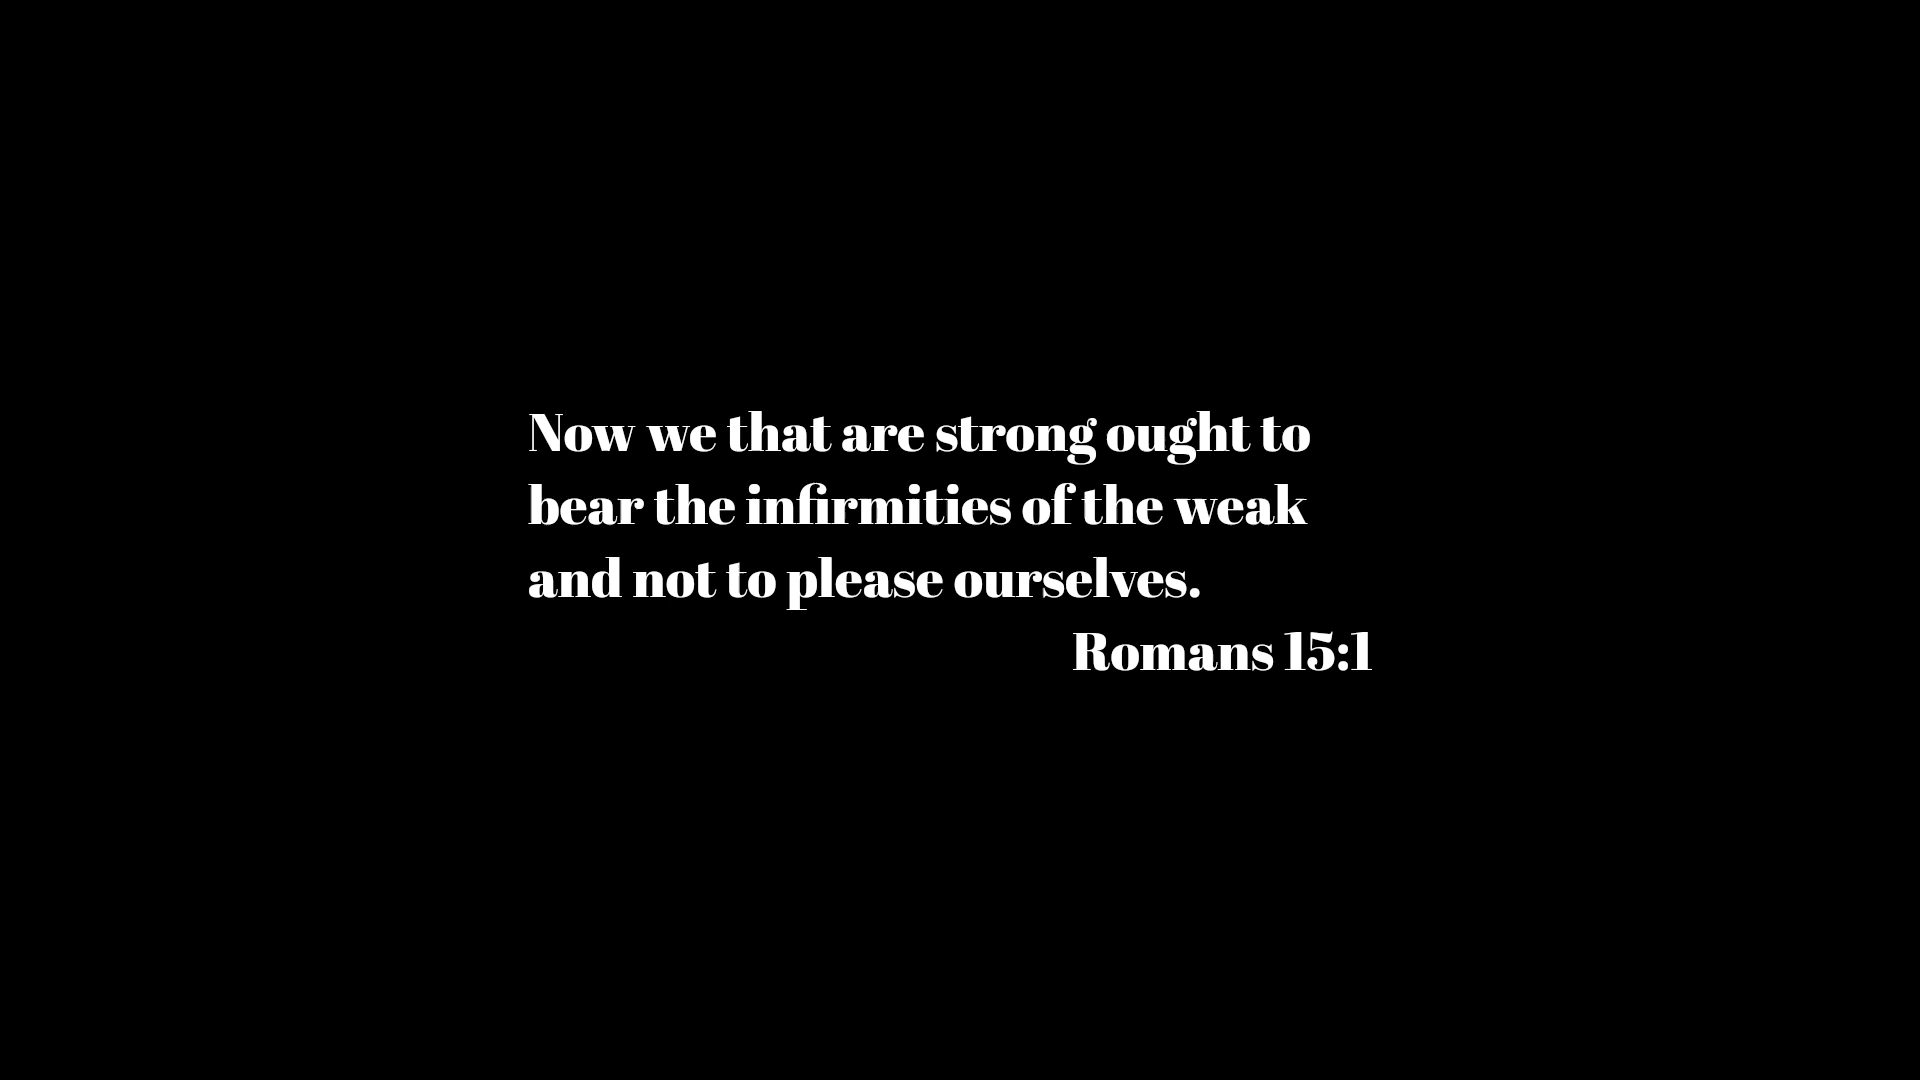 Now we that are strong ought to
bear the infirmities of the weak
and not to please ourselves.
Romans 15:1